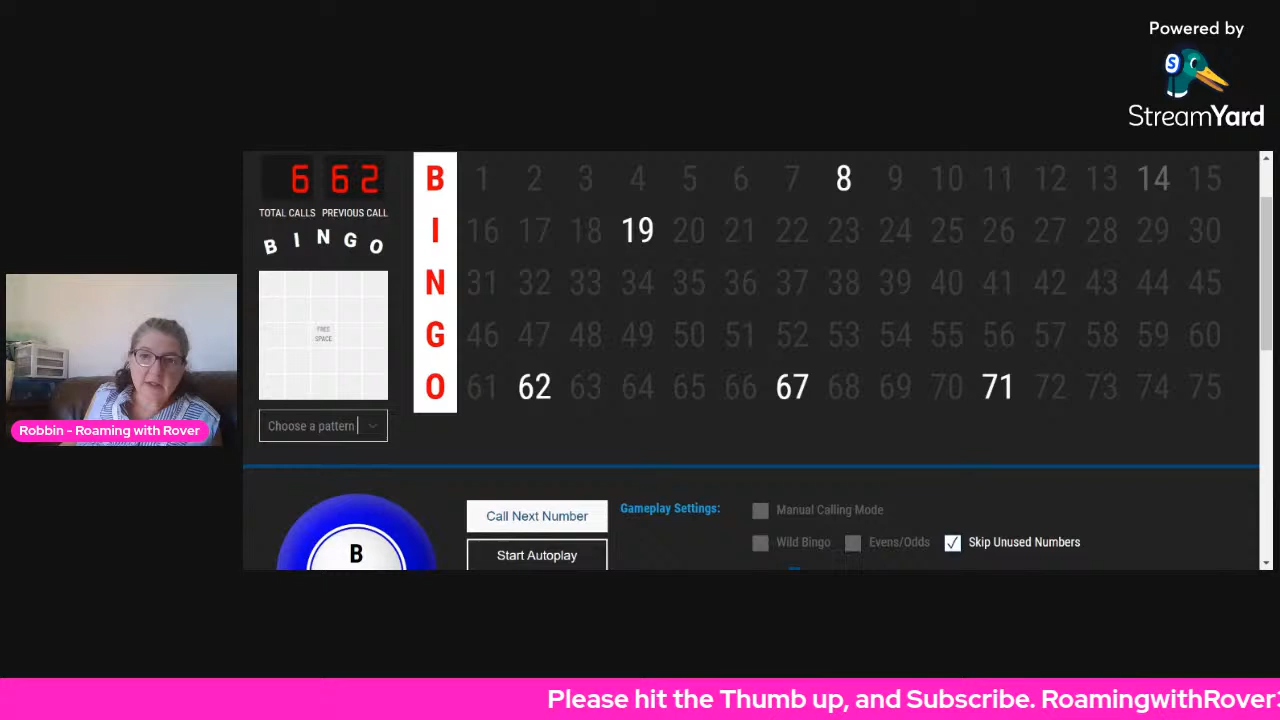 Powered by
S
StreamYard
6 62
TOTAL CALLS PREVIOUS CALL
BINGO
FREE
SPACE
Choose a pattern
B 1 2 3 4 5 6 7 8 9 10 11 12 13 14 15
I 16 17 18 19 20 21 22 23 24 25 26 27 28 29 30
N 31 32 33 34 35 36 37 38 39 40 41 42 43 44 45
G 46 47 48 49 50 51 52 53 54 55 56 57 58 59 60
O 61 62 63 64 65 66 67 68 69 70 71 72 73 74 75
Robbin - Roaming with Rover
B
Call Next Number
Start Autoplay
Gameplay Settings:
Manual Calling Mode
Wild Bingo Evens/Odds Skip Unused Numbers
Please hit the Thumb up, and Subscribe. RoamingwithRover